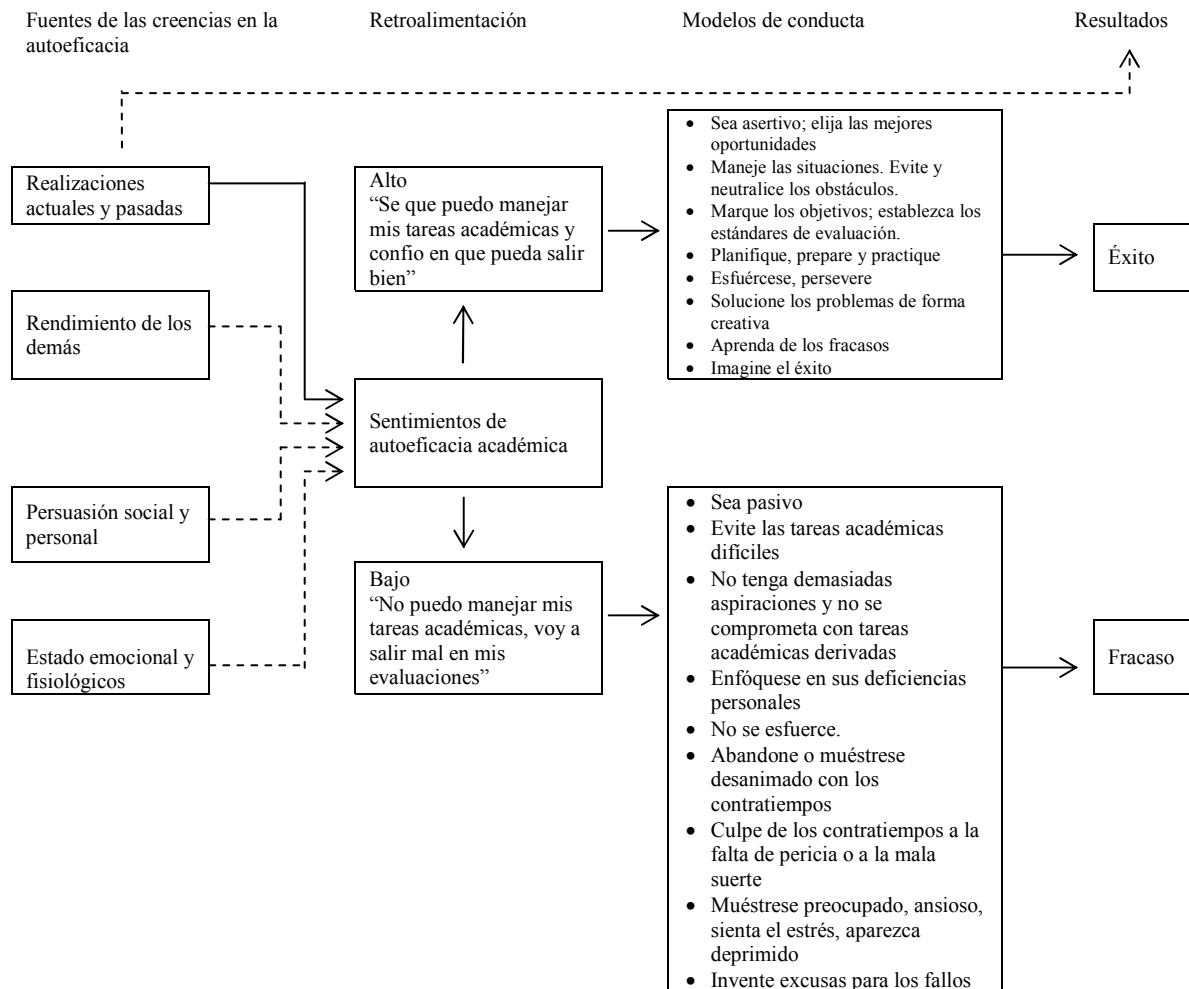 Fuentes de las creencias en la
autoeficacia
Retroalimentación
Modelos de conducta
Resultados
Realizaciones
actuales y pasadas
Rendimiento de los
demás
Persuasión social y
personal
Estado emocional y
fisiológicos
Alto
“Se que puedo manejar
mis tareas académicas y
confio en que pueda salir
bien”
Sentimientos de
autoeficacia académica
Bajo
“No puedo manejar mis
tareas académicas, voy a
salir mal en mis
evaluaciones”
• Sea asertivo; elija las mejores
oportunidades
• Maneje las situaciones. Evite y
neutralice los obstáculos.
• Marque los objetivos; establezca los
estándares de evaluación.
• Planifique, prepare y practique
• Esfuércese, persevere
• Solucione los problemas de forma
creativa
• Aprenda de los fracasos
• Imagine el éxito
• Sea pasivo
• Evite las tareas académicas
difíciles
• No tenga demasiadas
aspiraciones y no se
comprometa con tareas
académicas derivadas
• Enfóquese en sus deficiencias
personales
• No se esfuerce.
• Abandone o muéstrese
desanimado con los
contratiempos
• Culpe de los contratiempos a la
falta de pericia o a la mala
suerte
• Muéstrese preocupado, ansioso,
sienta el estrés, aparezca
deprimido
• Invente excusas para los fallos
Éxito
Fracaso